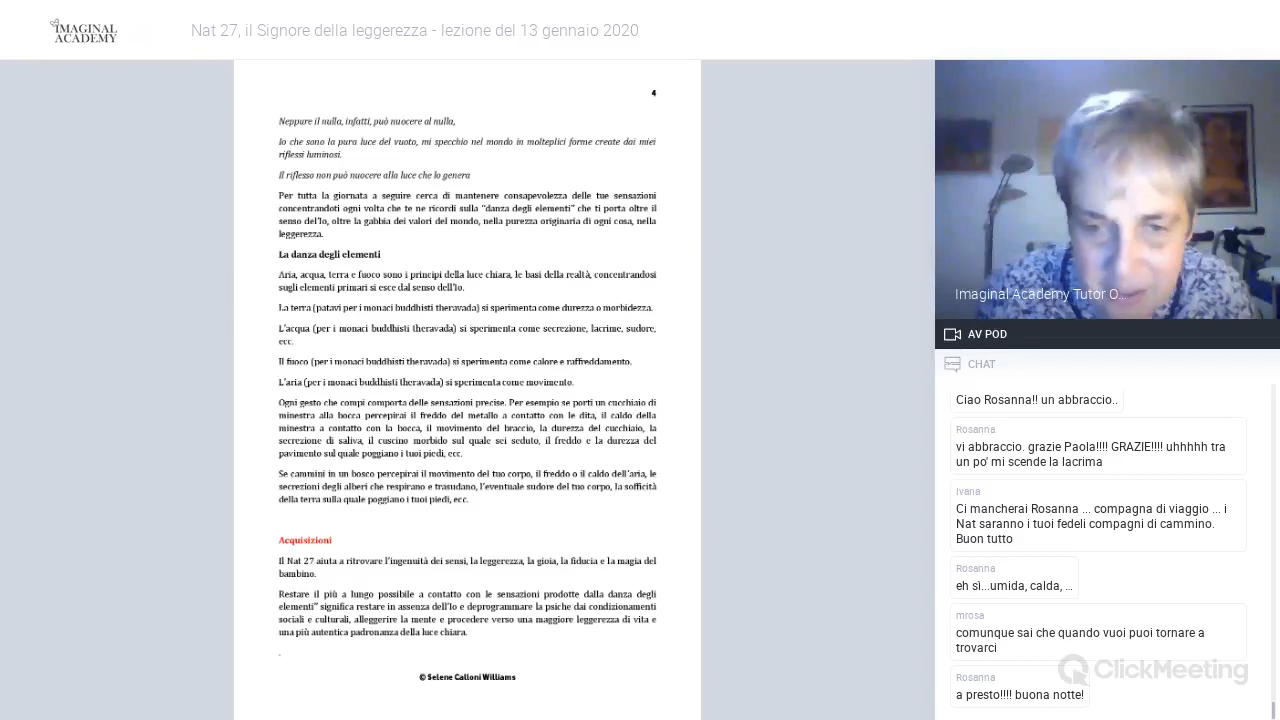 IMAGINAL
ACADEMY
Nat 27, il Signore della leggerezza - lezione del 13 gennaio 2020
4
Neppure il nulla, infatti, può nuocere al nulla,
Io che sono la pura luce del vuoto, mi specchio nel mondo in molteplici forme create dai miei
riflessi luminosi.
Il riflesso non può nuocere alla luce che lo genera
Per tutta la giornata a seguire cerca di mantenere consapevolezza delle tue sensazioni
concentrandoti ogni volta che te ne ricordi sulla “danza degli elementi” che ti porta oltre il
senso del’Io, oltre la gabbia dei valori del mondo, nella purezza originaria di ogni cosa, nella
leggerezza.
La danza degli elementi
Aria, acqua, terra e fuoco sono i principi della luce chiara, le basi della realtà, concentrandosi
sugli elementi primari si esce dal senso dell’Io.
La terra (patavi per i monaci buddhisti theravada) si sperimenta come durezza o morbidezza.
L’acqua (per i monaci buddhisti theravada) si sperimenta come secrezione, lacrime, sudore,
ecc.
Il fuoco (per i monaci buddhisti theravada) si sperimenta come calore e raffreddamento.
L’aria (per i monaci buddhisti theravada) si sperimenta come movimento.
Ogni gesto che compi comporta delle sensazioni precise. Per esempio se porti un cucchiaio di
minestra alla bocca percepirai il freddo del metallo a contatto con le dita, il caldo della
minestra a contatto con la bocca, il movimento del braccio, la durezza del cucchiaio, la
secrezione di saliva, il cuscino morbido sul quale sei seduto, il freddo e la durezza del
pavimento sul quale poggiano i tuoi piedi, ecc.
Se cammini in un bosco percepirai il movimento del tuo corpo, il freddo o il caldo dell’aria, le
secrezioni degli alberi che respirano e trasudano, l’eventuale sudore del tuo corpo, la sofficità
della terra sulla quale poggiano i tuoi piedi, ecc.
Acquisizioni
Il Nat 27 aiuta a ritrovare l’ingenuità dei sensi, la leggerezza, la gioia, la fiducia e la magia del
bambino.
Restare il più a lungo possibile a contatto con le sensazioni prodotte dalla danza degli
elementi” significa restare in assenza dell’Io e deprogrammare la psiche dai condizionamenti
sociali e culturali, alleggerire la mente e procedere verso una maggiore leggerezza di vita e
una più autentica padronanza della luce chiara.
.
© Selene Calloni Williams
Imaginal Academy Tutor O...
AV POD
CHAT
Ciao Rosanna!! un abbraccio..
Rosanna
vi abbraccio. grazie Paola!!!! GRAZIE!!!! uhhhhh tra
un po' mi scende la lacrima
Ivana
Ci mancherai Rosanna ... compagna di viaggio ... i
Nat saranno i tuoi fedeli compagni di cammino.
Buon tutto
Rosanna
eh sì...umida, calda, ...
mrosa
comunque sai che quando vuoi puoi tornare a
trovarci
Rosanna
a presto!!!! buona notte!
ClickMeeting